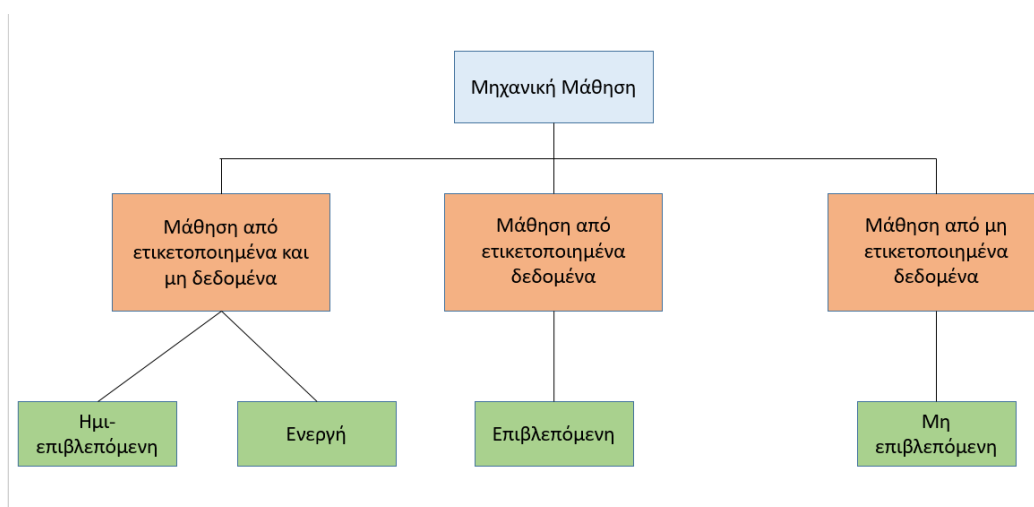 Μηχανική Μάθηση
Μάθηση από
ετικετοποιημένα και
μη δεδομένα
Μάθηση από
ετικετοποιημένα
δεδομένα
Μάθηση από μη
ετικετοποιημένα
δεδομένα
Ημι-
επιβλεπόμενη
Ενεργή
Επιβλεπόμενη
Μη
επιβλεπόμενη